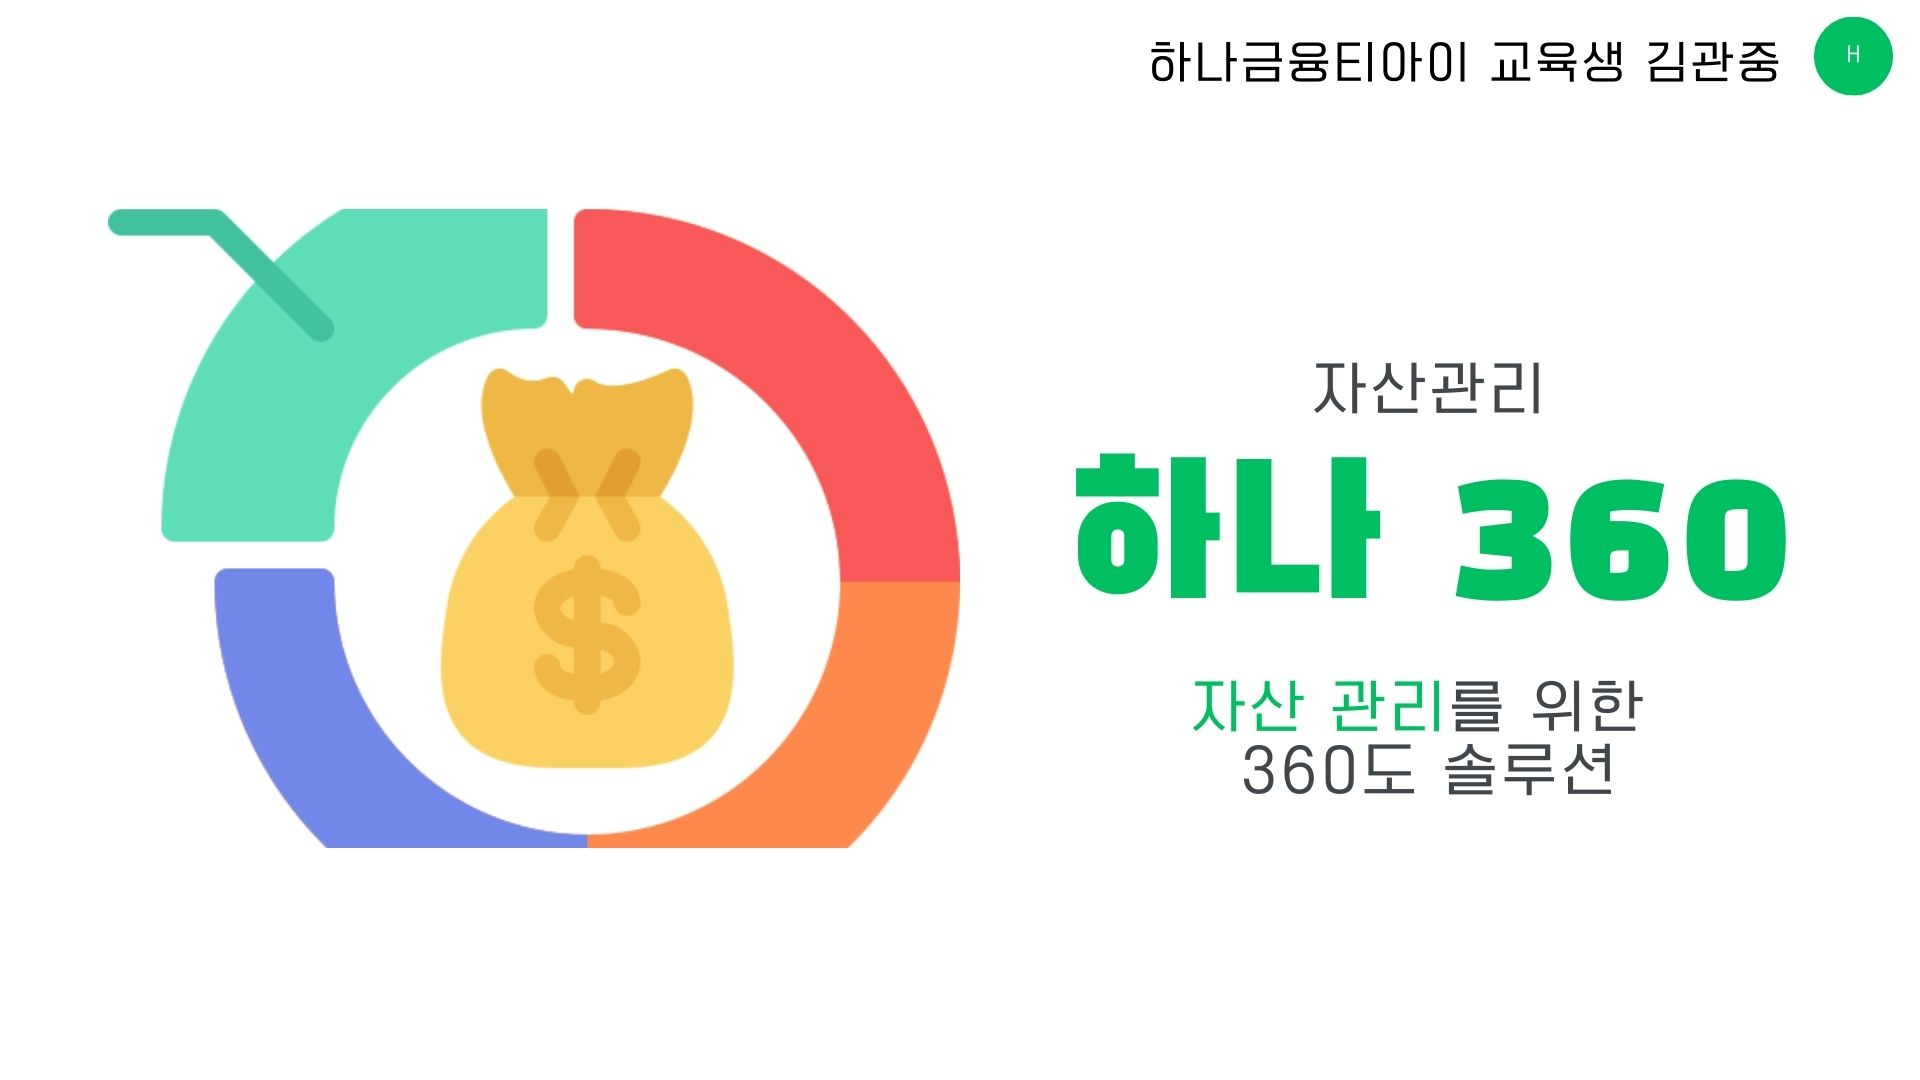 하나금융티아이 교육생 김관중
H
자산관리
하나 360
자산 관리를 위한
360도 솔루션
$